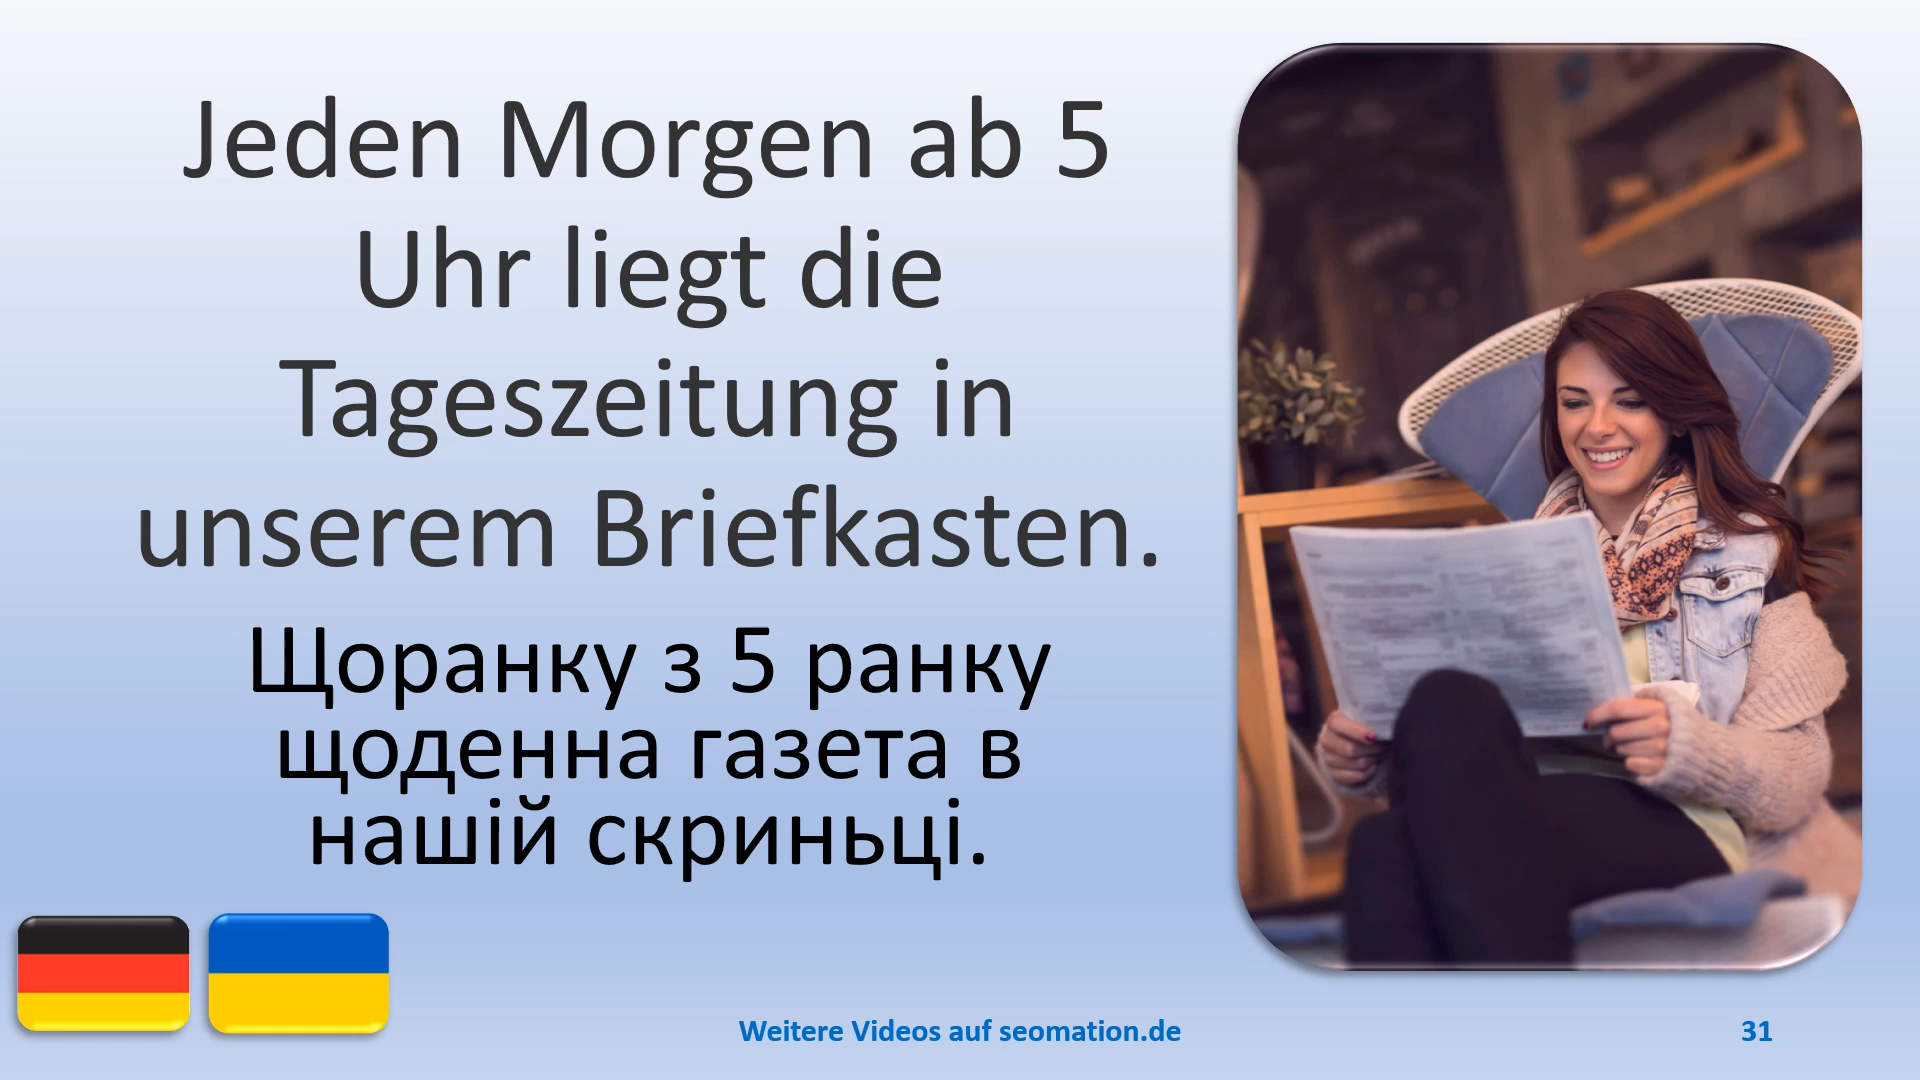 Jeden Morgen ab 5
Uhr liegt die
Tageszeitung in
unserem Briefkasten.
Щоранку з 5 ранку
щоденна газета в
нашій скриньці.
Weitere Videos auf seomation.de
31